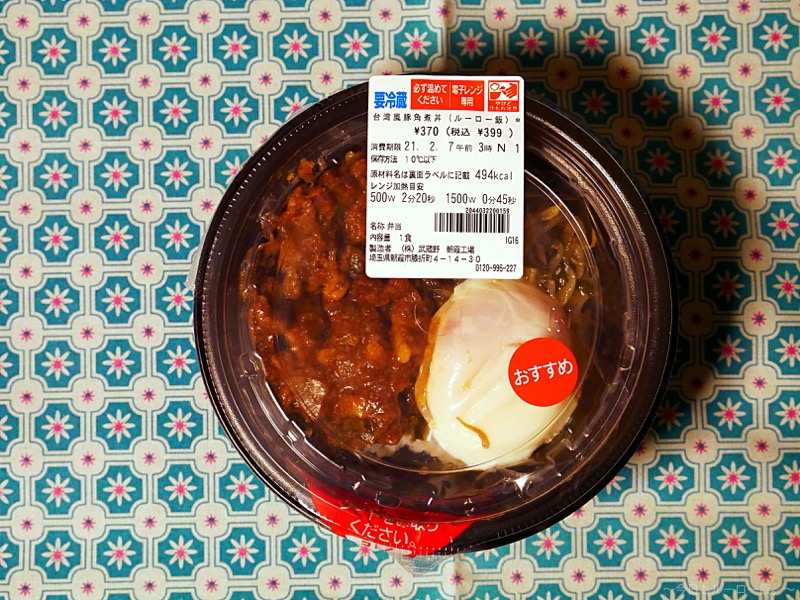 要冷蔵
必ず温めて
ください
電子レンジ
専用
やけど
台湾風豚角煮丼(ルーロー飯)*
¥370(税込 ¥399 )
消費期限 21. 2. 7午前 3時 N 1
保存方法 10℃以下
原材料名は裏面ラベルに記載 494kcal
レンジ加熱目安
500W 2分20秒 1500W 0分45秒
2044032200159
名称 弁当
内容量 1食
IG16
製造者 (株)武蔵野 朝霞工場
埼玉県朝霞市膝折町4-14-30
0120-995-227
おすすめ
ください。